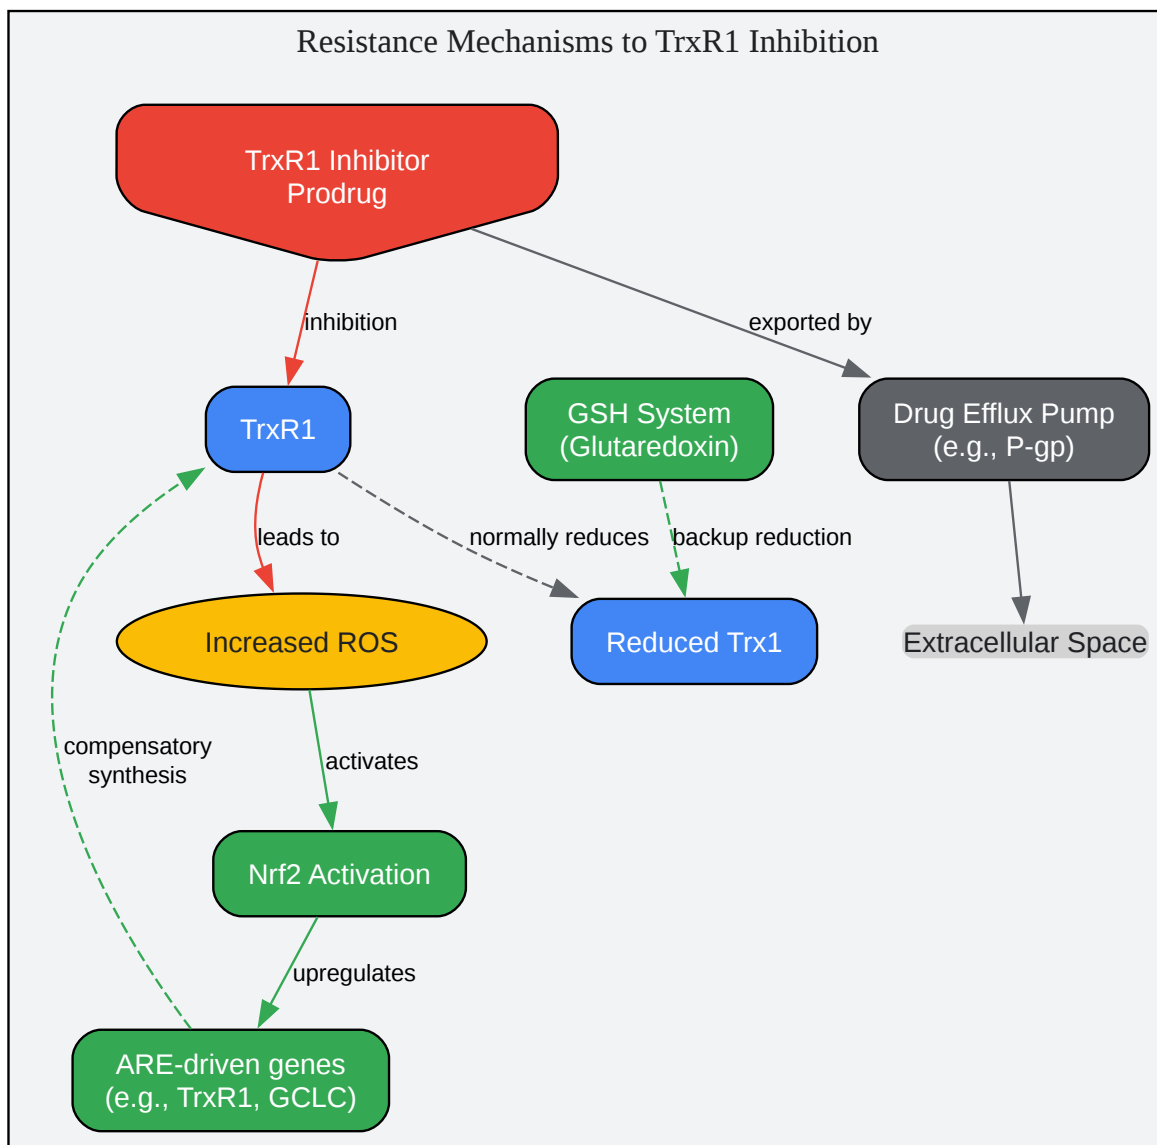 Resistance Mechanisms to TrxR1 Inhibition
TrxR1 Inhibitor
Prodrug
inhibition
exported by
TrxR1
GSH System
(Glutaredoxin)
Drug Efflux Pump
(e.g., P-gp)
leads to
normally reduces
backup reduction
Increased ROS
Reduced Trx1
Extracellular Space
compensatory
synthesis
activates
Nrf2 Activation
upregulates
ARE-driven genes
(e.g., TrxR1, GCLC)